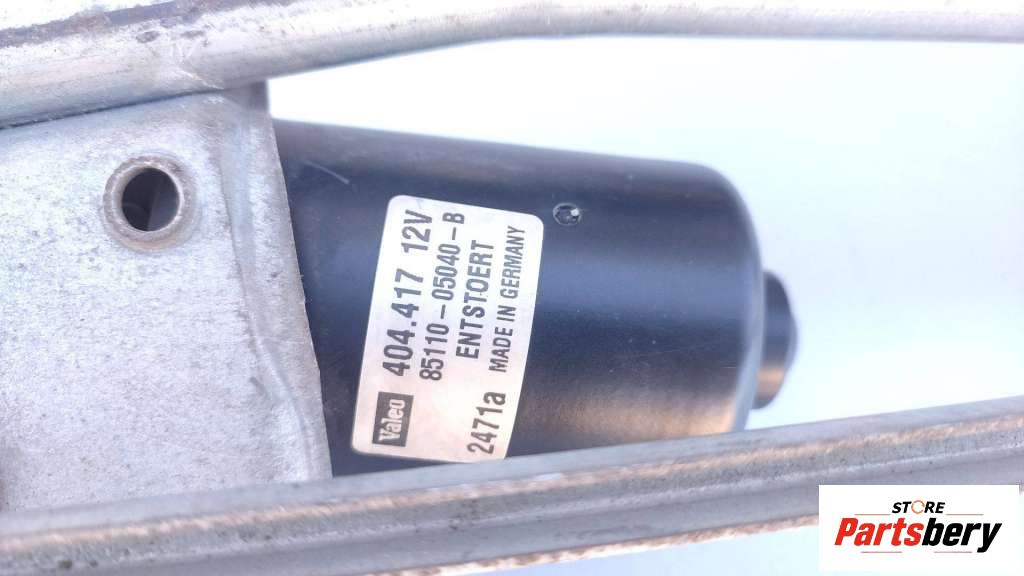 Valeo 404.417 12V
85110-05040-B
ENTSTOERT
2471a MADE IN GERMANY
STORE
Partsbery